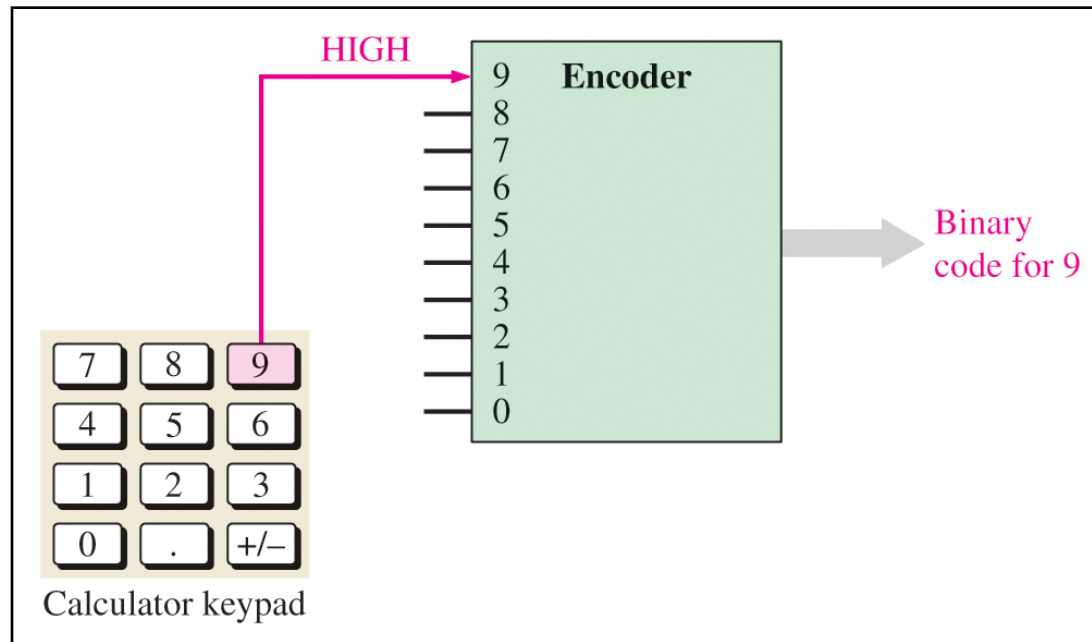 HIGH
9 Encoder
8
7
6
5
4
3
2
1
0
Binary
code for 9
7 8 9
4 5 6
1 2 3
0 . +/–
Calculator keypad